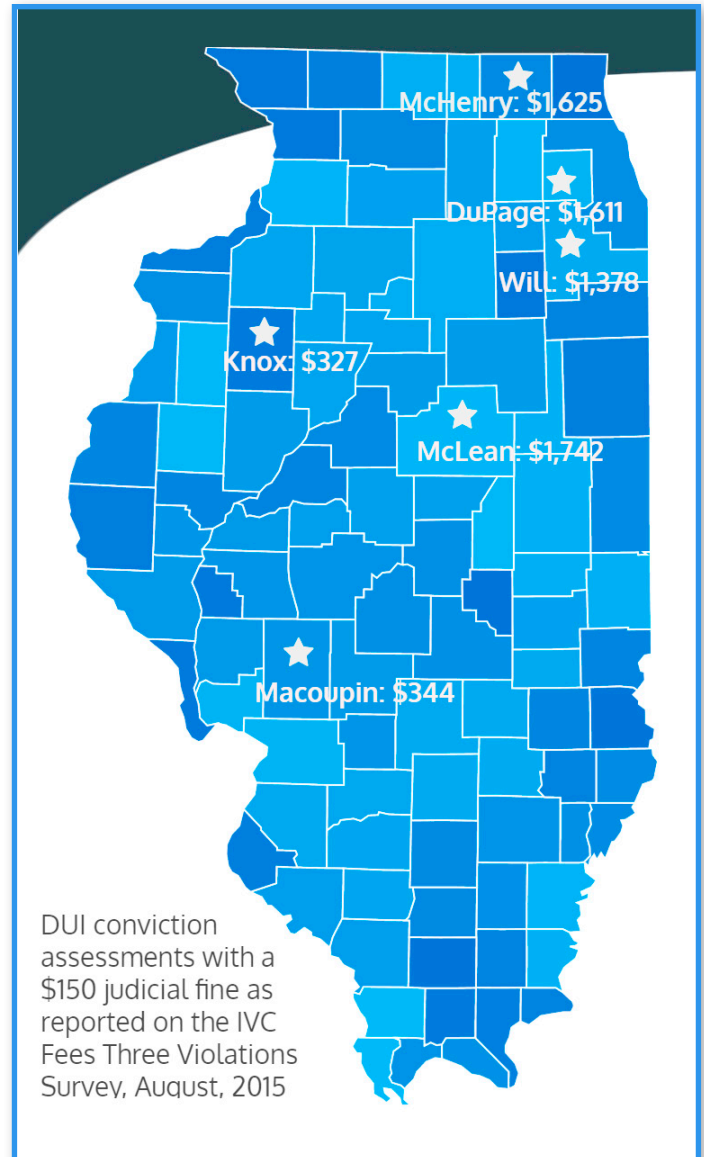 McHenry: $1,625
DuPage: $1,611
Will: $1,378
Knox: $327
McLean: $1,742
Macoupin: $344
DUI conviction
assessments with a
$150 judicial fine as
reported on the IVC
Fees Three Violations
Survey, August, 2015